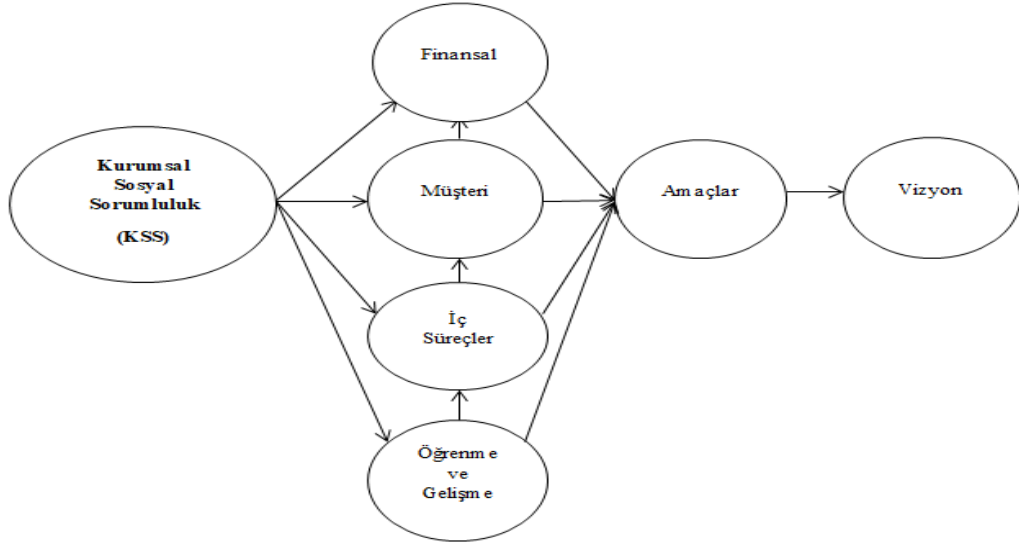 Kurumsal
Sosyal
Sorumluluk
(KSS)
Finansal
Müşteri
İç
Süreçler
Öğrenme
ve
Gelişme
Amaçlar
Vizyon